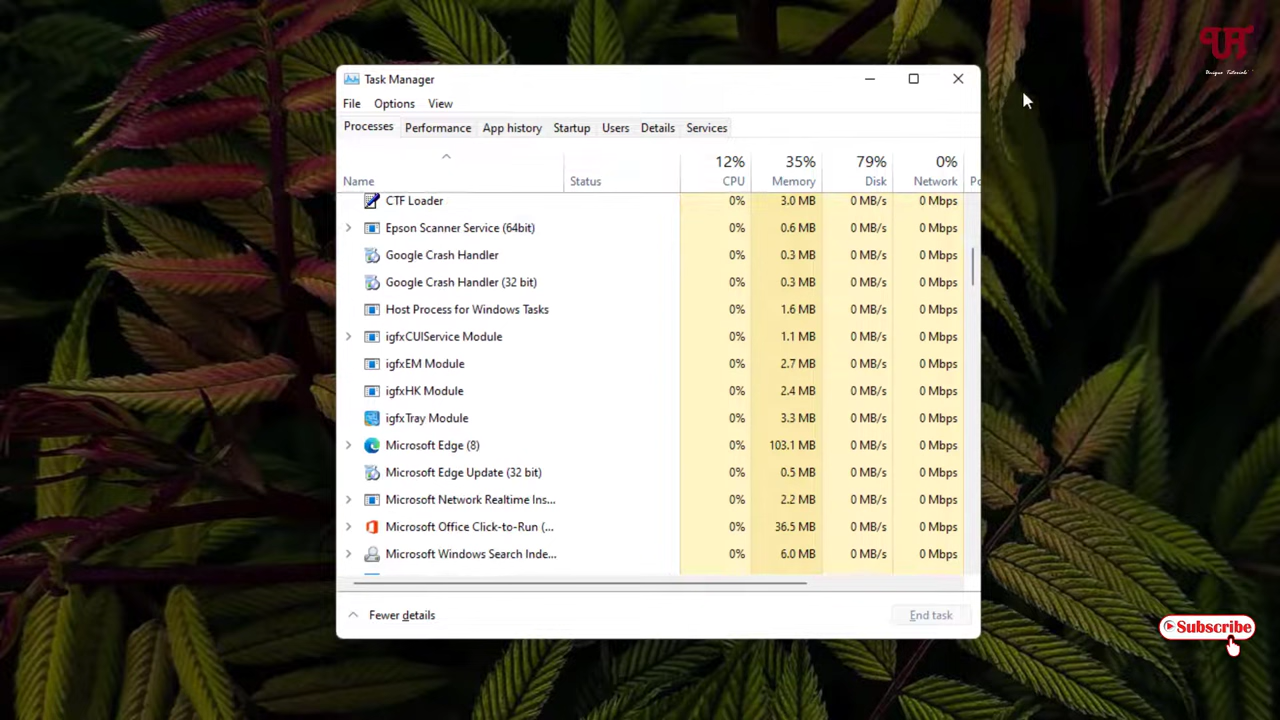 UT
Unique Tutorials
Task Manager
File Options View
Processes Performance App history Startup Users Details Services
12% 35% 79% 0%
Name Status CPU Memory Disk Network Po
CTF Loader 0% 3.0 MB 0 MB/s 0 Mbps
Epson Scanner Service (64bit) 0% 0.6 MB 0 MB/s 0 Mbps
Google Crash Handler 0% 0.3 MB 0 MB/s 0 Mbps
Google Crash Handler (32 bit) 0% 0.3 MB 0 MB/s 0 Mbps
Host Process for Windows Tasks 0% 1.6 MB 0 MB/s 0 Mbps
igfxCUIService Module 0% 1.1 MB 0 MB/s 0 Mbps
igfxEM Module 0% 2.7 MB 0 MB/s 0 Mbps
igfxHK Module 0% 2.4 MB 0 MB/s 0 Mbps
igfxTray Module 0% 3.3 MB 0 MB/s 0 Mbps
Microsoft Edge (8) 0% 103.1 MB 0 MB/s 0 Mbps
Microsoft Edge Update (32 bit) 0% 0.5 MB 0 MB/s 0 Mbps
Microsoft Network Realtime Ins... 0% 2.2 MB 0 MB/s 0 Mbps
Microsoft Office Click-to-Run (... 0% 36.5 MB 0 MB/s 0 Mbps
Microsoft Windows Search Inde... 0% 6.0 MB 0 MB/s 0 Mbps
Fewer details End task
Subscribe